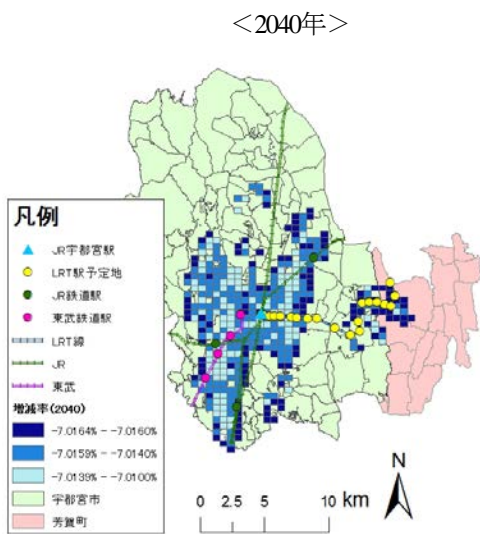 ＜2040年＞
凡例
JR宇都宮駅
LRT駅予定地
JR鉄道駅
東武鉄道駅
LRT線
JR
東武
増減率(2040)
-7.0164% - -7.0160%
-7.0159% - -7.0140%
-7.0139% - -7.0100%
宇都宮市
芳賀町
N
0 2.5 5 10 km